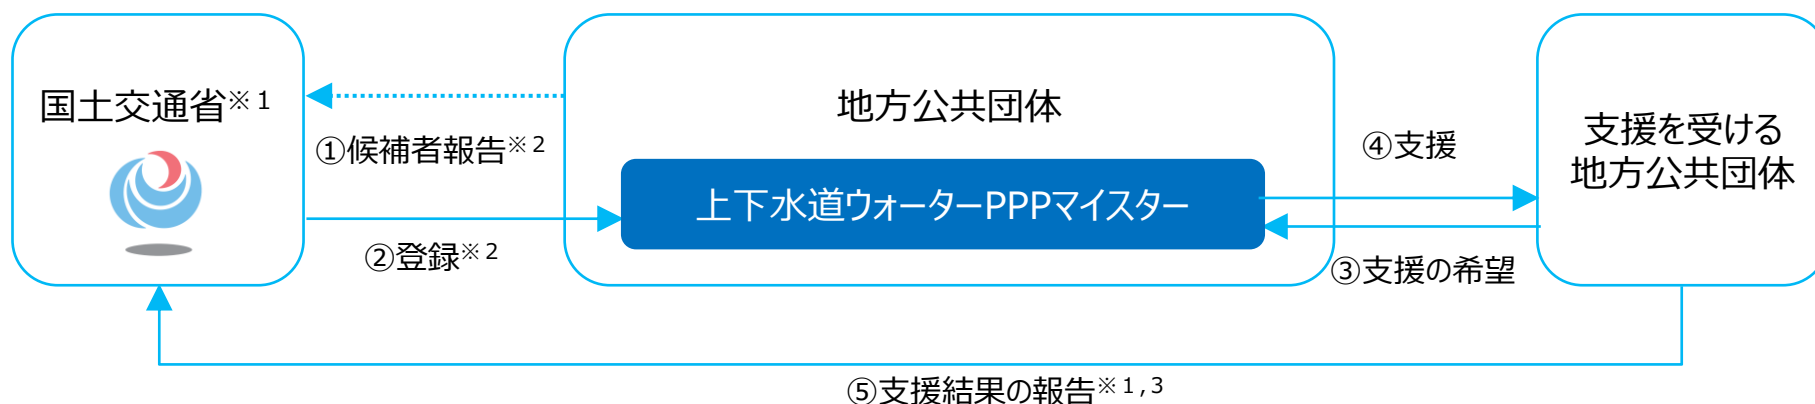 国土交通省※1
①候補者報告※2
②登録※2
地方公共団体
上下水道ウォーターPPPマイスター
④支援
③支援の希望
支援を受ける
地方公共団体
⑤支援結果の報告※1,3